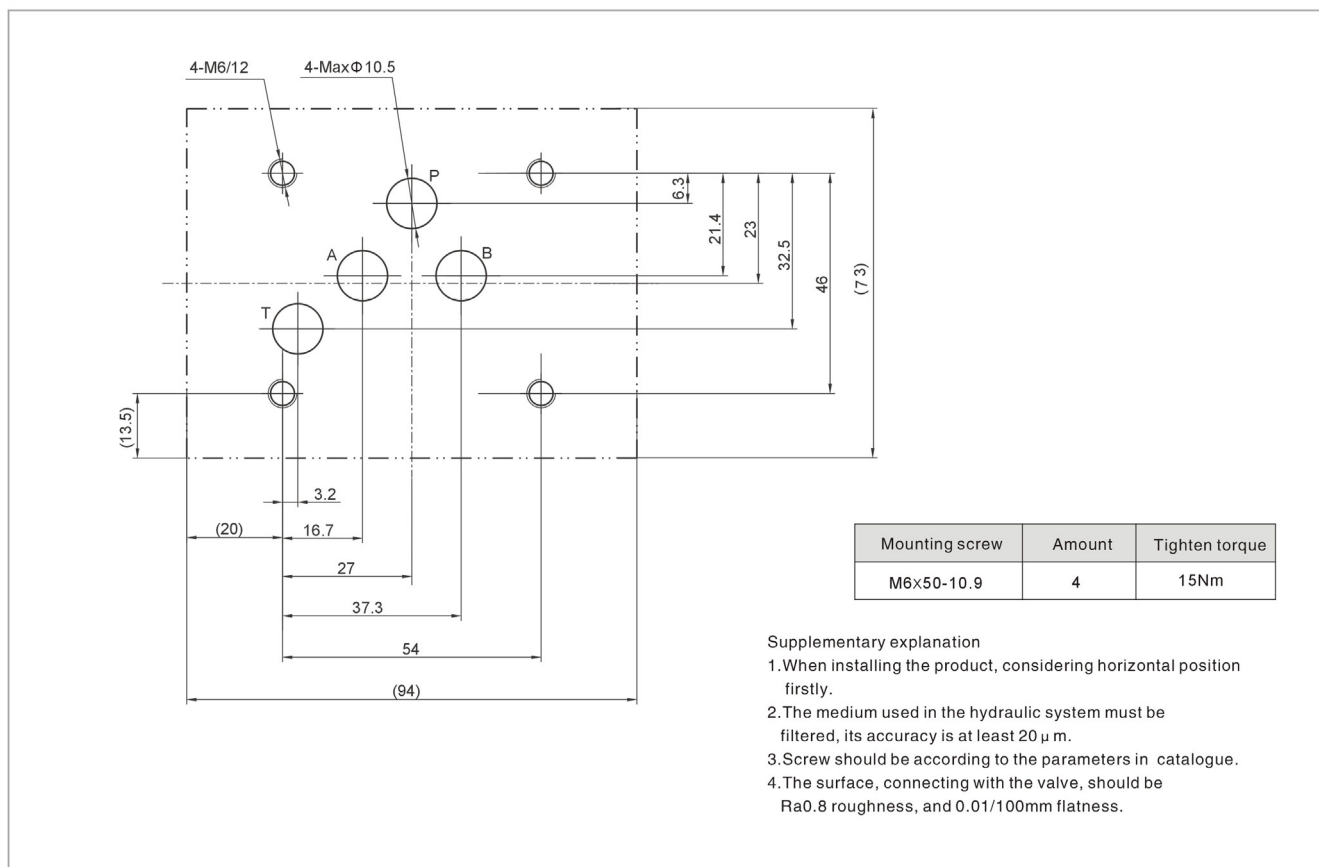 4-M6/12
4-MaxΦ10.5
P
A
B
T
6.3
21.4
23
32.5
46
(73)
(13.5)
3.2
(20)
16.7
27
37.3
54
(94)
Mounting screw Amount Tighten torque
M6X50-10.9 4 15Nm
Supplementary explanation
1.When installing the product, considering horizontal position
firstly.
2.The medium used in the hydraulic system must be
filtered, its accuracy is at least 20μm.
3.Screw should be according to the parameters in catalogue.
4.The surface, connecting with the valve, should be
Ra0.8 roughness, and 0.01/100mm flatness.